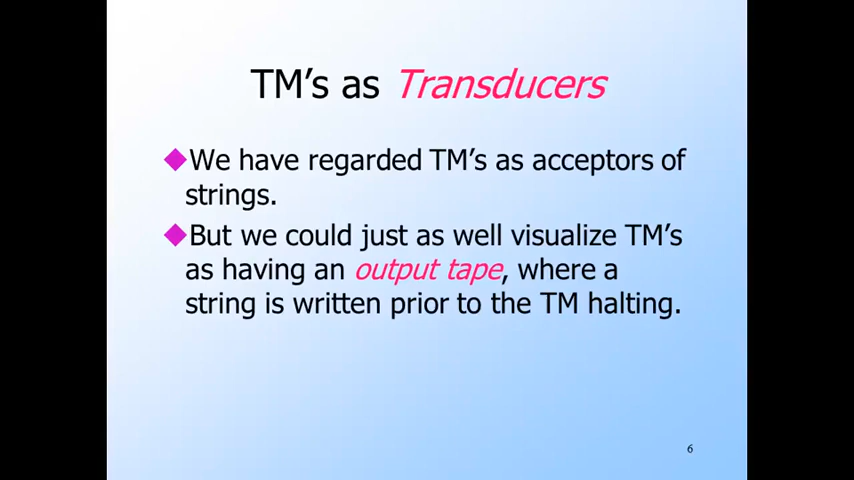 TM's as Transducers
We have regarded TM's as acceptors of
strings.
But we could just as well visualize TM's
as having an output tape, where a
string is written prior to the TM halting.
6